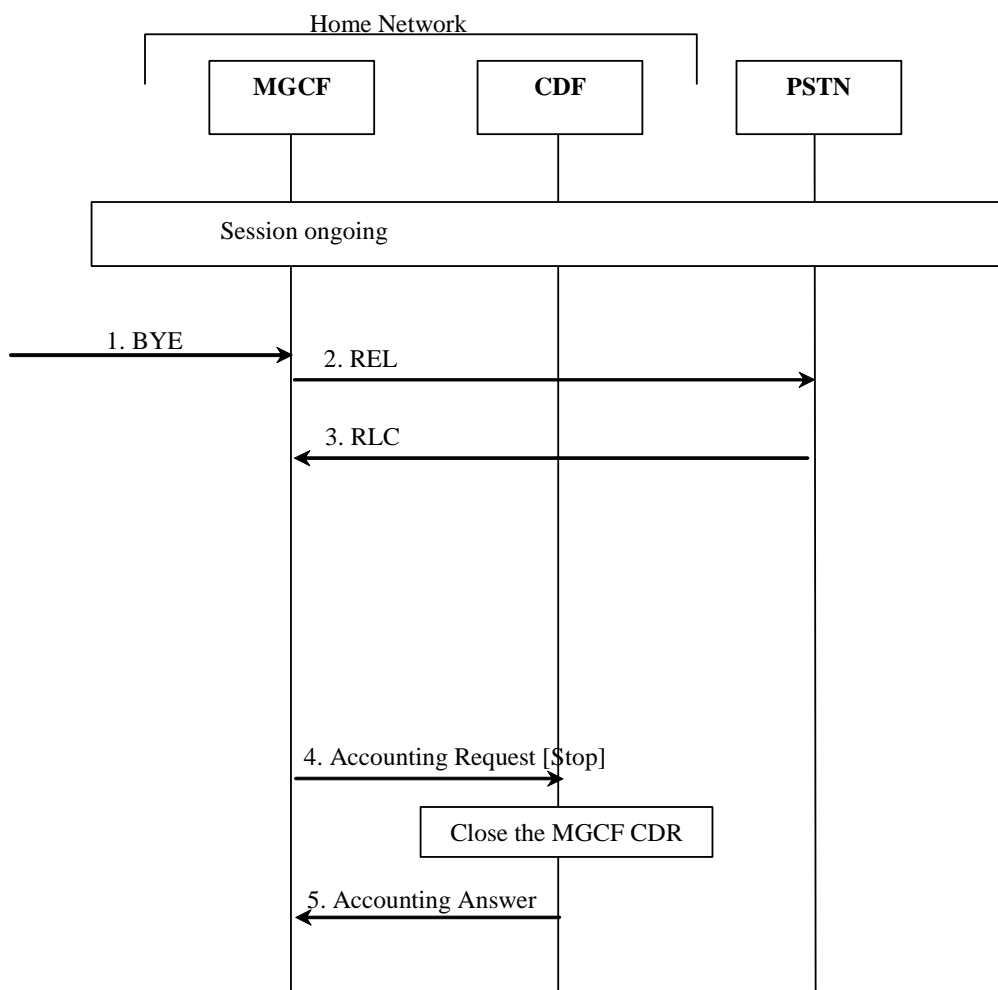 Home Network
MGCF
CDF
PSTN
Session ongoing
1. BYE
2. REL
3. RLC
4. Accounting Request [Stop]
Close the MGCF CDR
5. Accounting Answer